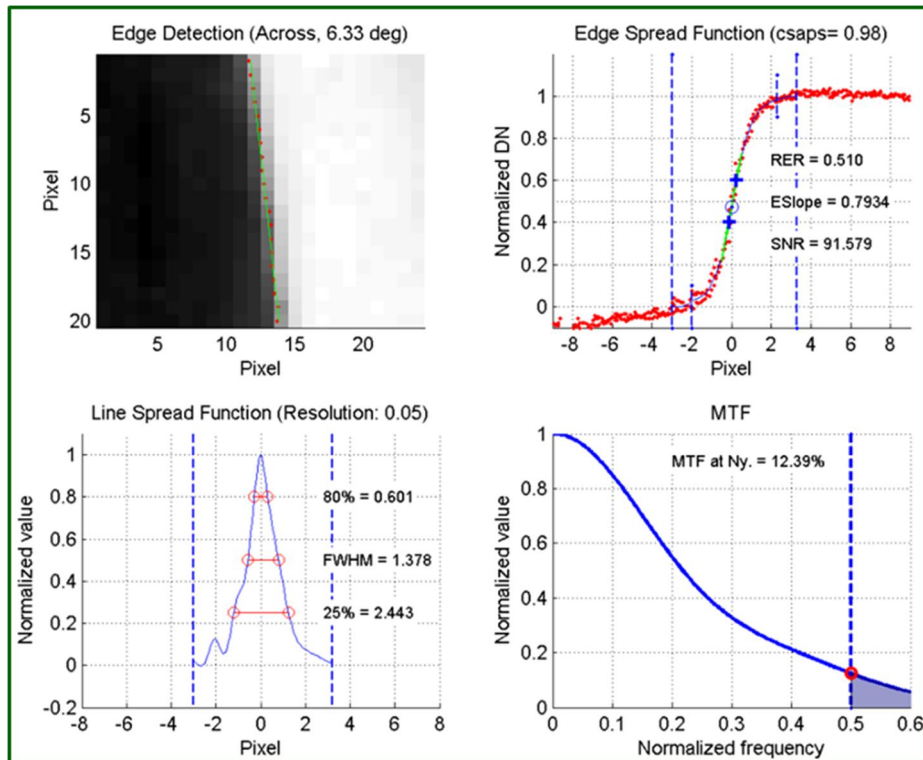 Edge Detection (Across, 6.33 deg)
Pixel
5
10
15
20
5 10 15 20
Pixel
Edge Spread Function (csaps= 0.98)
Normalized DN
1
0.8
0.6
0.4
0.2
0
RER = 0.510
ESlope = 0.7934
SNR = 91.579
-8 -6 -4 -2 0 2 4 6 8
Pixel
Line Spread Function (Resolution: 0.05)
Normalized value
1
0.8
0.6
0.4
0.2
0
-0.2
80% = 0.601
FWHM = 1.378
25% = 2.443
-8 -6 -4 -2 0 2 4 6 8
Pixel
MTF
Normalized value
1
0.8
0.6
0.4
0.2
0
MTF at Ny. = 12.39%
0 0.1 0.2 0.3 0.4 0.5 0.6
Normalized frequency